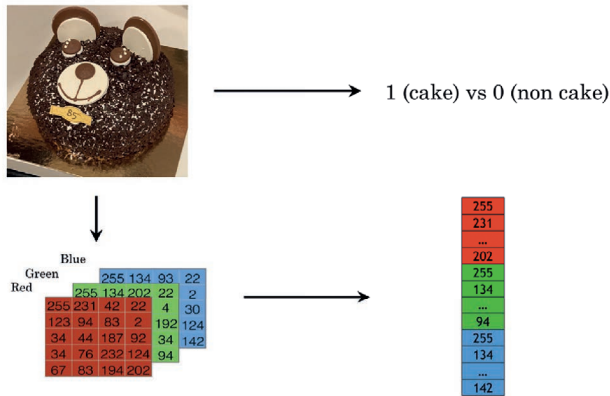 85
1 (cake) vs 0 (non cake)
Blue
Green
Red
255 134 93 22
255 134 202 22 2
255 231 42 22 4 30
123 94 83 2 192 124
34 44 187 92 34 142
34 76 232 124 94
67 83 194 202
255
231
...
202
255
134
...
94
255
134
...
142